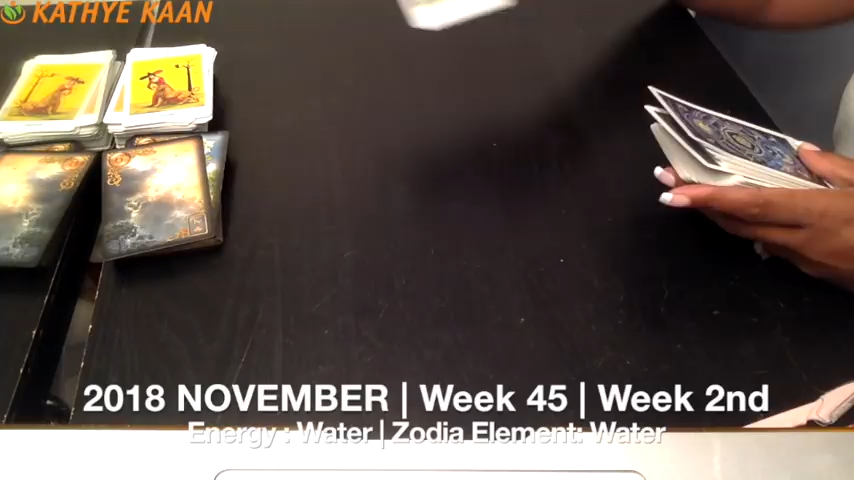 KATHYE KAAN
2018 NOVEMBER | Week 45 | Week 2nd
Energy : Water | Zodia Element: Water